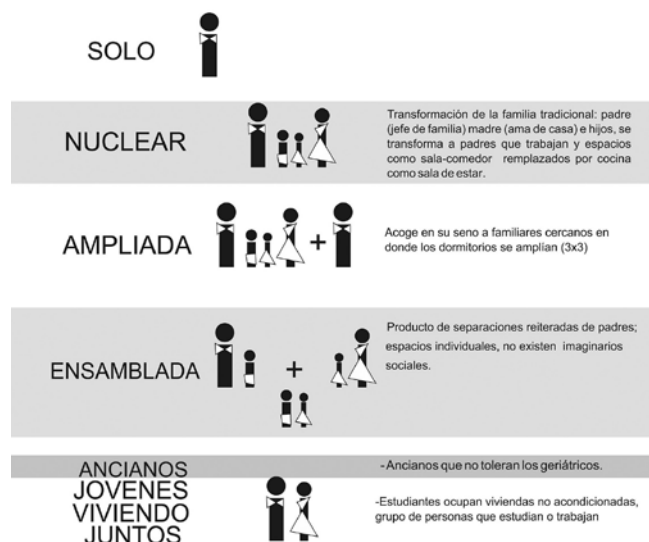 SOLO
NUCLEAR
Transformación de la familia tradicional: padre
(jefe de familia) madre (ama de casa) e hijos, se
transforma a padres que trabajan y espacios
como sala-comedor remplazados por cocina
como sala de estar.
AMPLIADA
+
Acoge en su seno a familiares cercanos en
donde los dormitorios se amplían (3x3)
ENSAMBLADA
+
Producto de separaciones reiteradas de padres;
espacios individuales, no existen imaginarios
sociales.
ANCIANOS
-Ancianos que no toleran los geriátricos.
JOVENES
VIVIENDO
JUNTOS
-Estudiantes ocupan viviendas no acondicionadas,
grupo de personas que estudian o trabajan